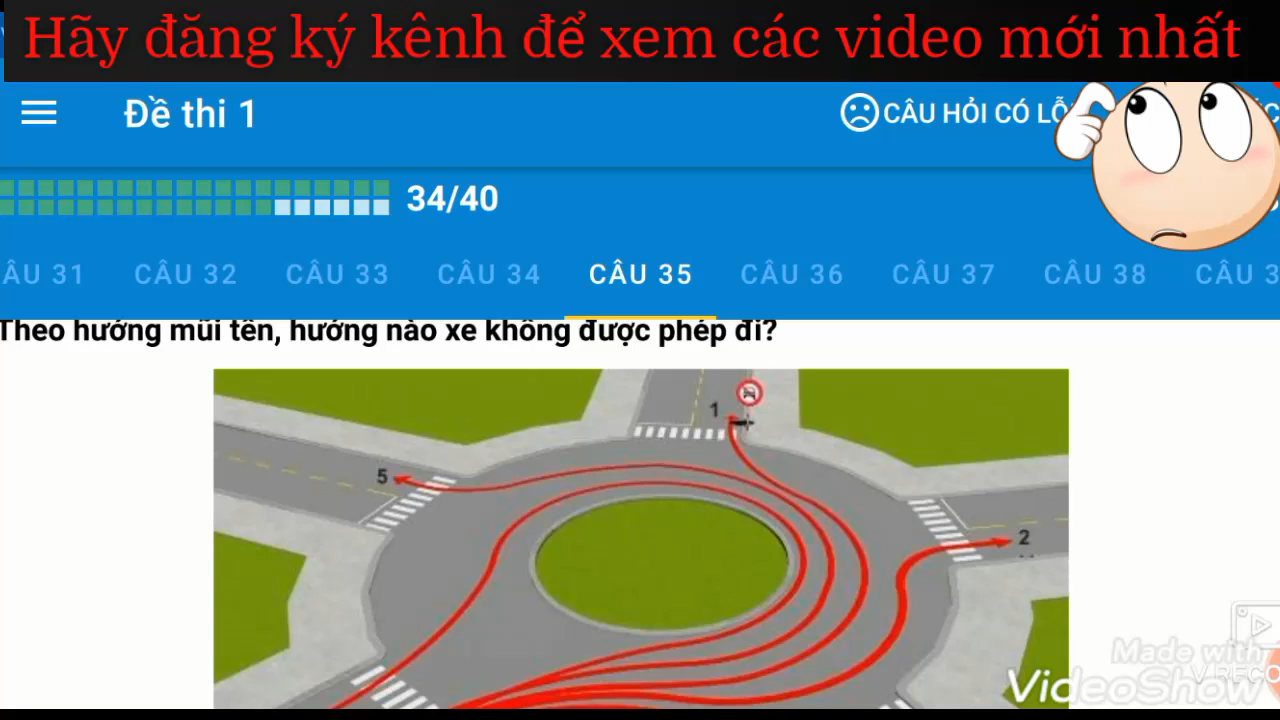 Hãy đăng ký kênh để xem các video mới nhất
Đề thi 1
CÂU HỎI CÓ LỖ
34/40
ÂU 31 CÂU 32 CÂU 33 CÂU 34 CÂU 35 CÂU 36 CÂU 37 CÂU 38 CÂU 3
Theo hướng mũi tên, hướng nào xe không được phép đi?
1
5
2
Made with
VideoShow